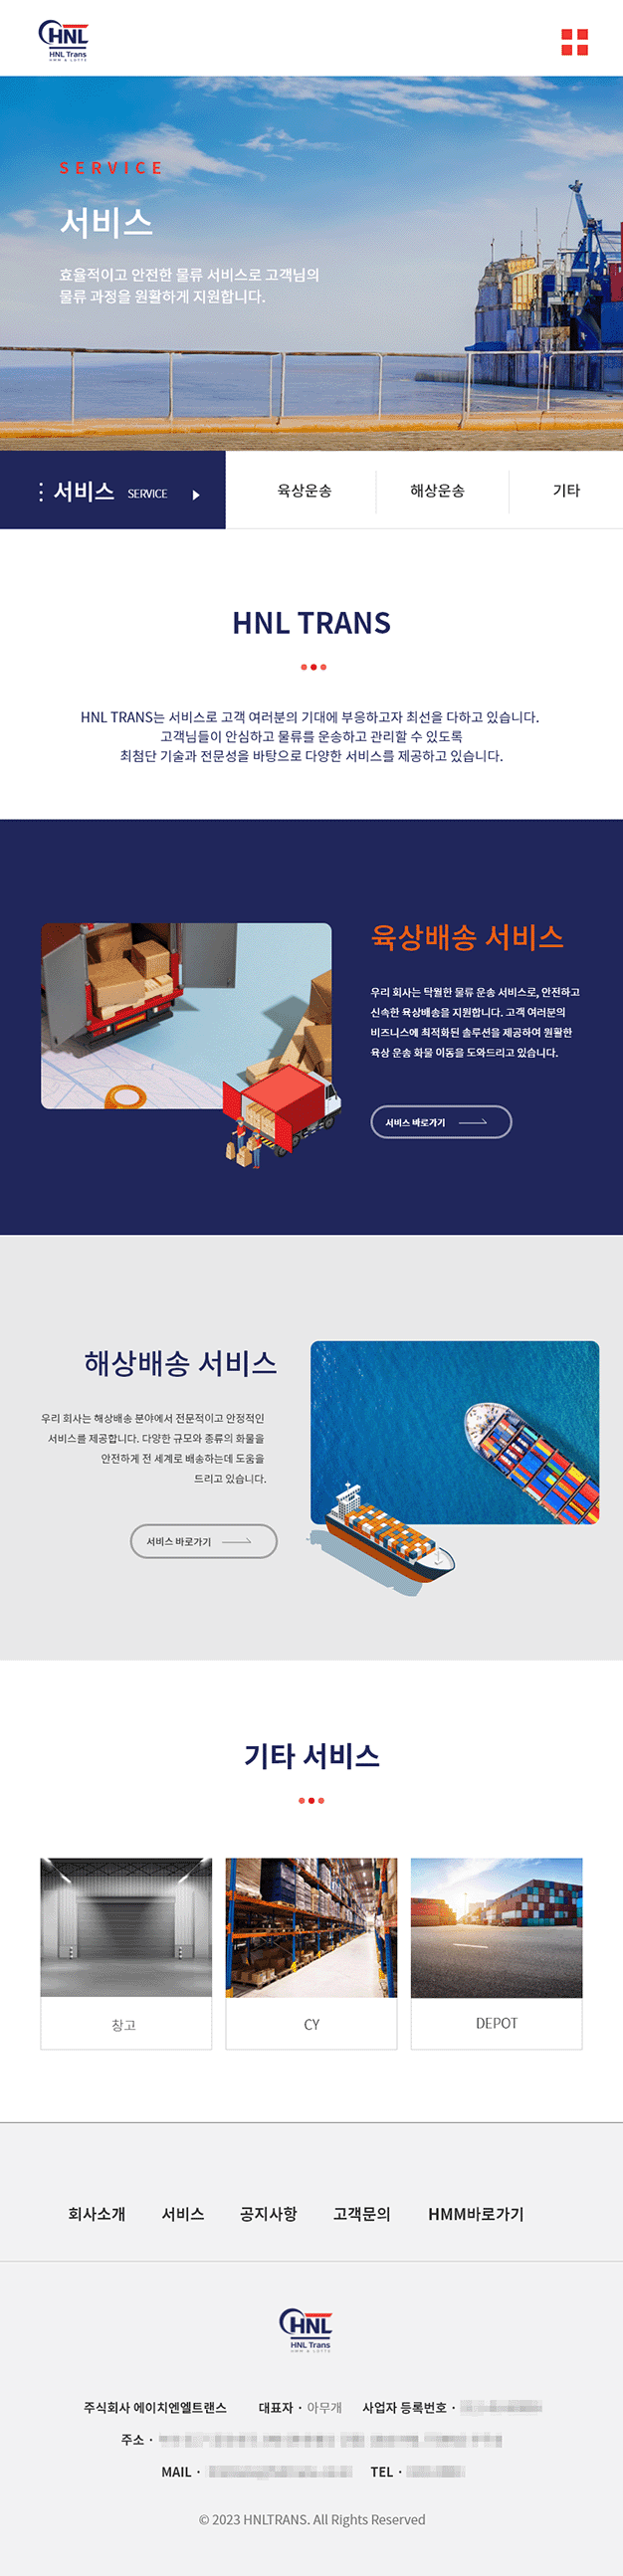 HNL
HNL Trans
HMM & LOTTE
SERVICE
서비스
효율적이고 안전한 물류 서비스로 고객님의
물류 과정을 원활하게 지원합니다.
서비스 SERVICE
육상운송
해상운송
기타
HNL TRANS
HNL TRANS는 서비스로 고객 여러분의 기대에 부응하고자 최선을 다하고 있습니다.
고객님들이 안심하고 물류를 운송하고 관리할 수 있도록
최첨단 기술과 전문성을 바탕으로 다양한 서비스를 제공하고 있습니다.
육상배송 서비스
우리 회사는 탁월한 물류 운송 서비스로, 안전하고
신속한 육상배송을 지원합니다. 고객 여러분의
비즈니스에 최적화된 솔루션을 제공하여 원활한
육상 운송 화물 이동을 도와드리고 있습니다.
서비스 바로가기
해상배송 서비스
우리 회사는 해상배송 분야에서 전문적이고 안정적인
서비스를 제공합니다. 다양한 규모와 종류의 화물을
안전하게 전 세계로 배송하는데 도움을
드리고 있습니다.
서비스 바로가기
기타 서비스
창고
CY
DEPOT
회사소개
서비스
공지사항
고객문의
HMM바로가기
HNL
HNL Trans
HMM & LOTTE
주식회사 에이치엔엘트랜스 대표자 · 아무개 사업자 등록번호 ·
주소 ·
MAIL · TEL ·
© 2023 HNLTRANS. All Rights Reserved